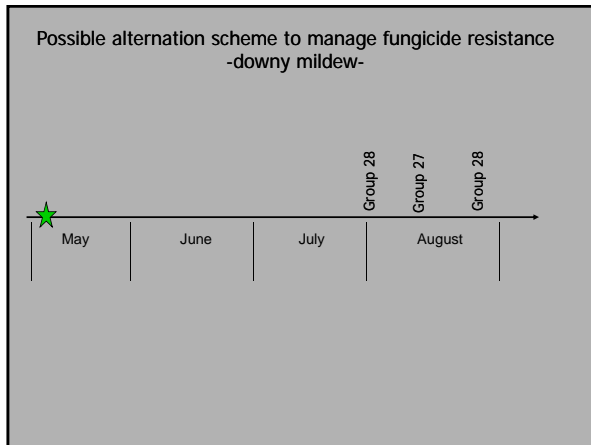 Possible alternation scheme to manage fungicide resistance
-downy mildew-
Group 28
Group 27
Group 28
May
June
July
August